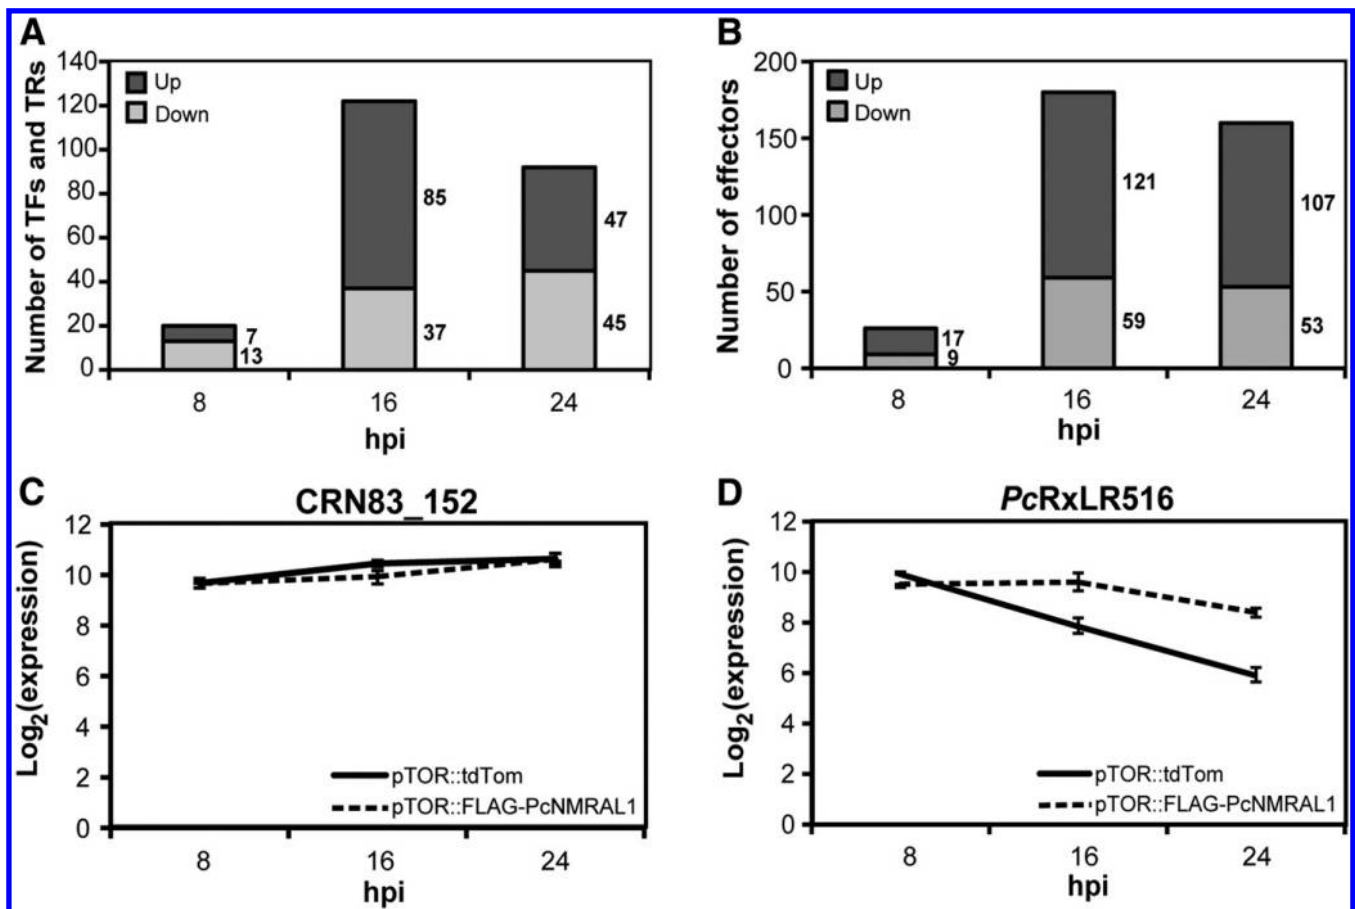 A
Number of TFs and TRs
140
120
100
80
60
40
20
0
Up
Down
7
13
85
37
47
45
8 16 24
hpi
B
Number of effectors
200
150
100
50
0
Up
Down
17
9
121
59
107
53
8 16 24
hpi
C
CRN83_152
Log2(expression)
12
10
8
6
4
2
0
pTOR::tdTom
pTOR::FLAG-PcNMRAL1
8 16 24
hpi
D
PcRxLR516
Log2(expression)
12
10
8
6
4
2
0
pTOR::tdTom
pTOR::FLAG-PcNMRAL1
8 16 24
hpi